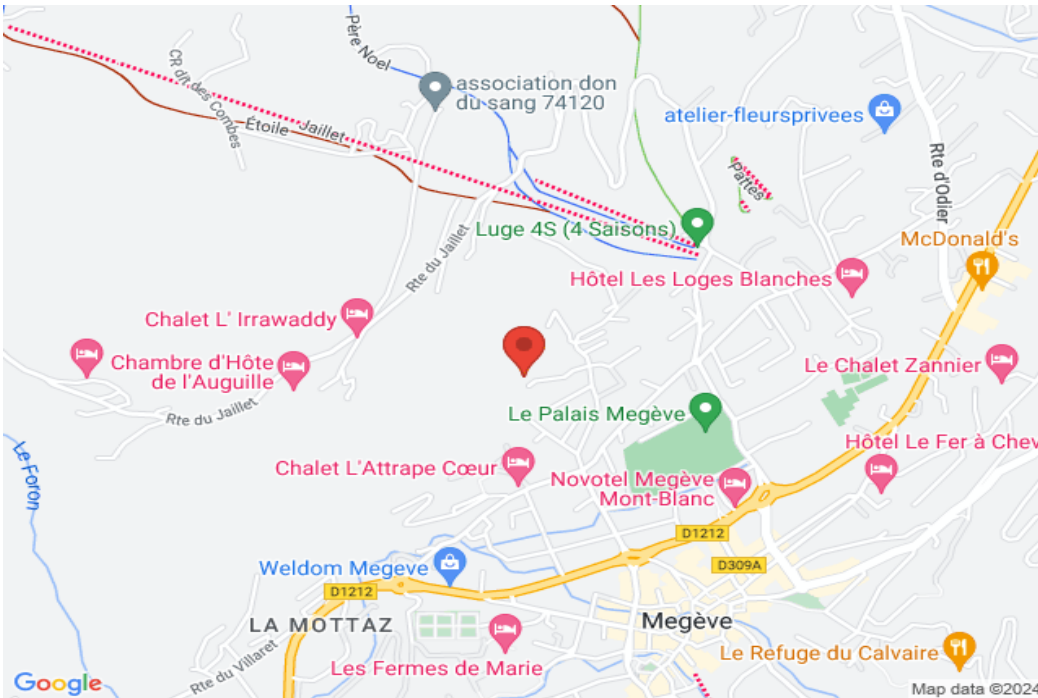 Père Noel
CR dit des Combes
association don
du sang 74120
atelier-fleursprivees
Étoile
Jaillet
Pattes
Rte d'Odier
Rte du Jaillet
Luge 4S (4 Saisons)
McDonald's
Hôtel Les Loges Blanches
Chalet L' Irrawaddy
Chambre d'Hôte
de l'Auguille
Le Chalet Zannier
Rte du Jaillet
Le Palais Megève
Le Foron
Hôtel Le Fer à Chev
Chalet L'Attrape Cœur
Novotel Megève
Mont-Blanc
D1212
Weldom Megeve
D309A
D1212
LA MOTTAZ
Megève
Rte du Villaret
Les Fermes de Marie
Le Refuge du Calvaire
Google
Map data ©2024